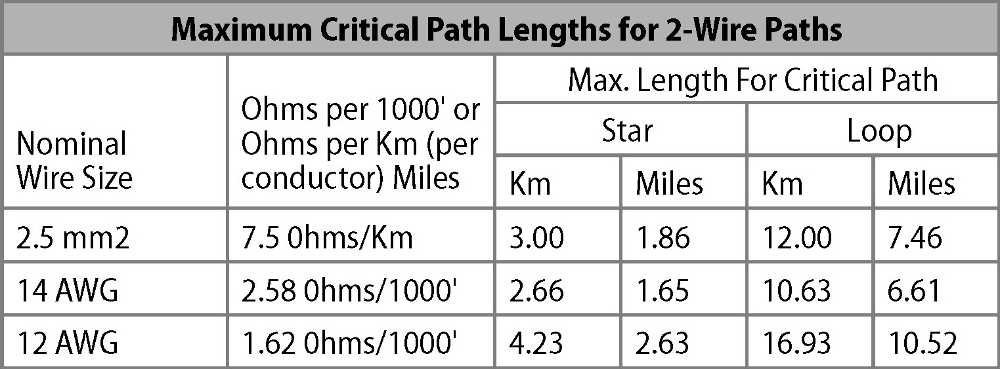 Maximum Critical Path Lengths for 2-Wire Paths
Nominal
Wire Size
Ohms per 1000' or
Ohms per Km (per
conductor) Miles
Max. Length For Critical Path
Star Loop
Km Miles Km Miles
2.5 mm2 7.5 0hms/Km 3.00 1.86 12.00 7.46
14 AWG 2.58 0hms/1000' 2.66 1.65 10.63 6.61
12 AWG 1.62 0hms/1000' 4.23 2.63 16.93 10.52